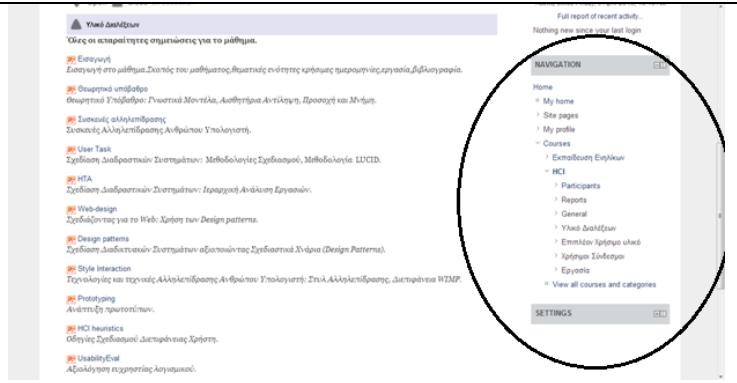 Υλικό Διαλέξεων
Όλες οι απαραίτητες σημειώσεις για το μάθημα.
Εισαγωγή
Εισαγωγή στο μάθημα.Σκοπός του μαθήματος,θεματικές ενότητες κρήσιμες ημερομηνίες,εργασία,βιβλιογραφία.
Θεωρητικό υπόβαθρο
Θεωρητικό Υπόβαθρο: Γνωστικά Μοντέλα, Αισθητήρια Αντίληψη, Προσοχή και Μνήμη.
Συσκευές αλληλεπίδρασης
Συσκευές Αλληλεπίδρασης Ανθρώπου Υπολογιστή.
User Task
Σχεδίαση Διαδραστικών Συστημάτων: Μεθοδολογίες Σχεδιασμού, Μεθοδολογία LUCID.
HTA
Σχεδίαση Διαδραστικών Συστημάτων: Ιεραρχική Ανάλυση Εργασιών.
Web-design
Σχεδιάζοντας για το Web: Χρήση των Design patterns.
Design patterns
Σχεδίαση Διαδικτυακών Συστημάτων αξιοποιώντας Σχεδιαστικά Χνάρια (Design Patterns).
Style Interaction
Τεχνολογίες και τεχνικές Αλληλεπίδρασης Ανθρώπου Υπολογιστή: Στυλ Αλληλεπίδρασης, Διεπιφάνεια WIMP.
Prototyping
Ανάπτυξη πρωτοτύπων.
HCI heuristics
Οδηγίες Σχεδιασμού Διεπιφάνειας Χρήστη.
UsabilityEval
Αξιολόγηση ευχρηστίας λογισμικού.
Full report of recent activity...
Nothing new since your last login
NAVIGATION
Home
My home
Site pages
My profile
Courses
Εκπαίδευση Ενηλίκων
HCI
Participants
Reports
General
Υλικό Διαλέξεων
Επιπλέον Χρήσιμο υλικό
Χρήσιμοι Σύνδεσμοι
Εργασία
View all courses and categories
SETTINGS